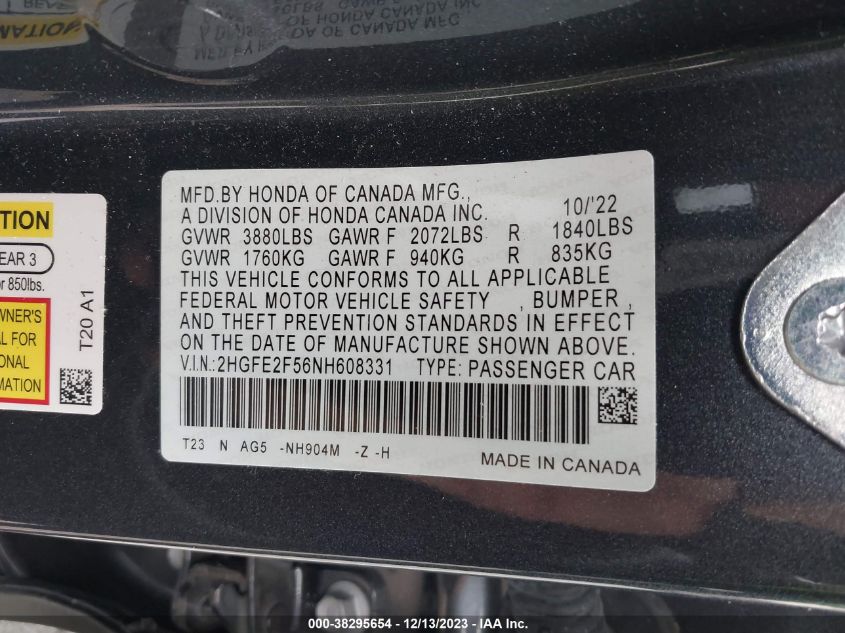 MFD.BY HONDA OF CANADA MFG.,
A DIVISION OF HONDA CANADA INC. 10/'22
GVWR 3880LBS GAWR F 2072LBS R 1840LBS
GVWR 1760KG GAWR F 940KG R 835KG
THIS VEHICLE CONFORMS TO ALL APPLICABLE
FEDERAL MOTOR VEHICLE SAFETY , BUMPER ,
AND THEFT PREVENTION STANDARDS IN EFFECT
ON THE DATE OF MANUFACTURE SHOWN ABOVE.
V.I.N.:2HGFE2F56NH608331 TYPE: PASSENGER CAR
T23 N AG5 -NH904M -Z -H
MADE IN CANADA
TION
EAR 3
or 850lbs.
WNER'S
AL FOR
ONAL
MATION
T20 A1
000-38295654 - 12/13/2023 - IAA Inc.